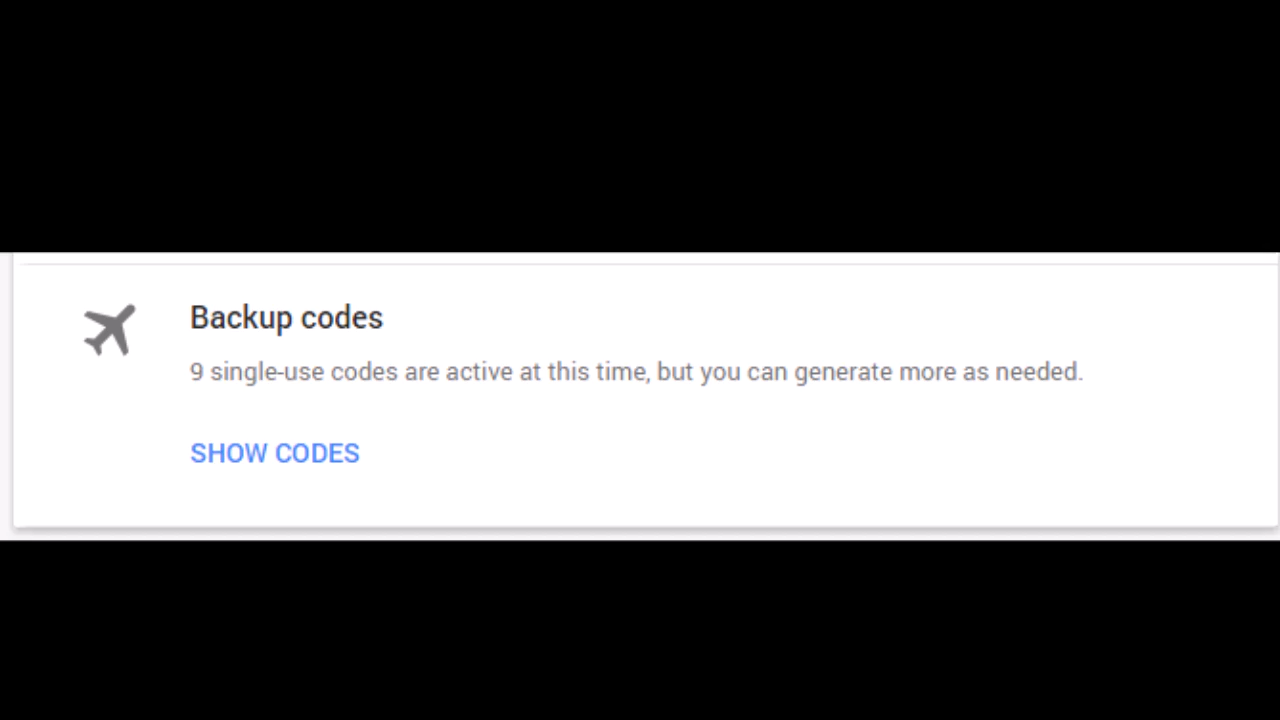 Backup codes
9 single-use codes are active at this time, but you can generate more as needed.
SHOW CODES